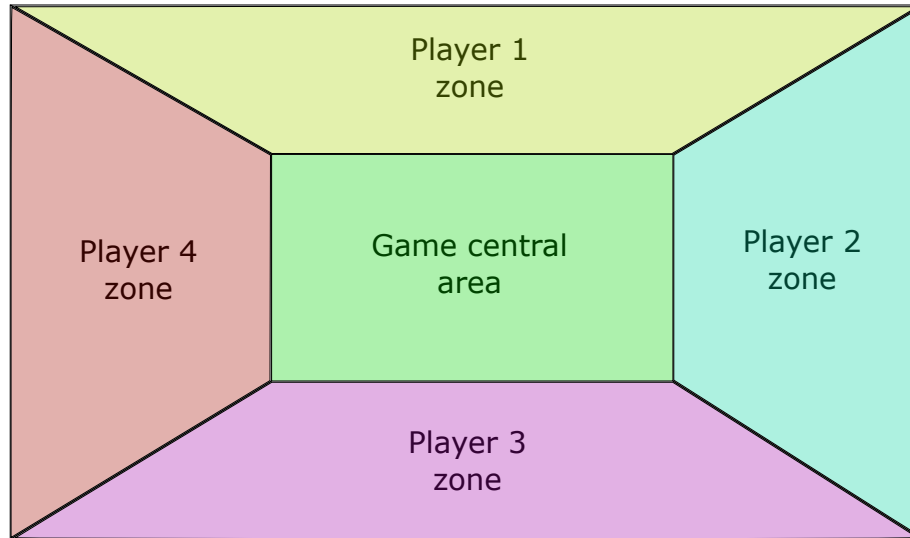 Player 1
zone
Player 4
zone
Game central
area
Player 2
zone
Player 3
zone